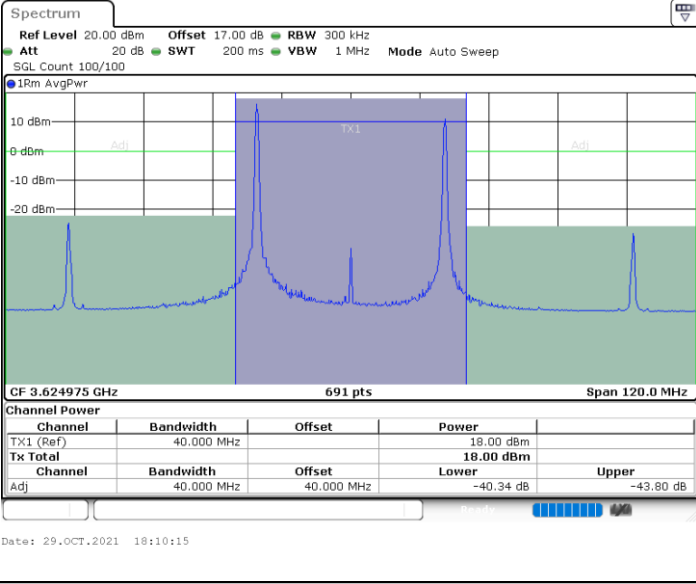 Spectrum
Ref Level 20.00 dBm Offset 17.00 dB RBW 300 kHz
Att 20 dB SWT 200 ms VBW 1 MHz Mode Auto Sweep
SGL Count 100/100
1Rm AvgPwr
10 dBm
TX1
Adj Adj
0 dBm
-10 dBm
-20 dBm
CF 3.624975 GHz 691 pts Span 120.0 MHz
Channel Power
Channel Bandwidth Offset Power
TX1 (Ref) 40.000 MHz 18.00 dBm
Tx Total 18.00 dBm
Channel Bandwidth Offset Lower Upper
Adj 40.000 MHz 40.000 MHz -40.34 dB -43.80 dB
Ready
Date: 29.OCT.2021 18:10:15